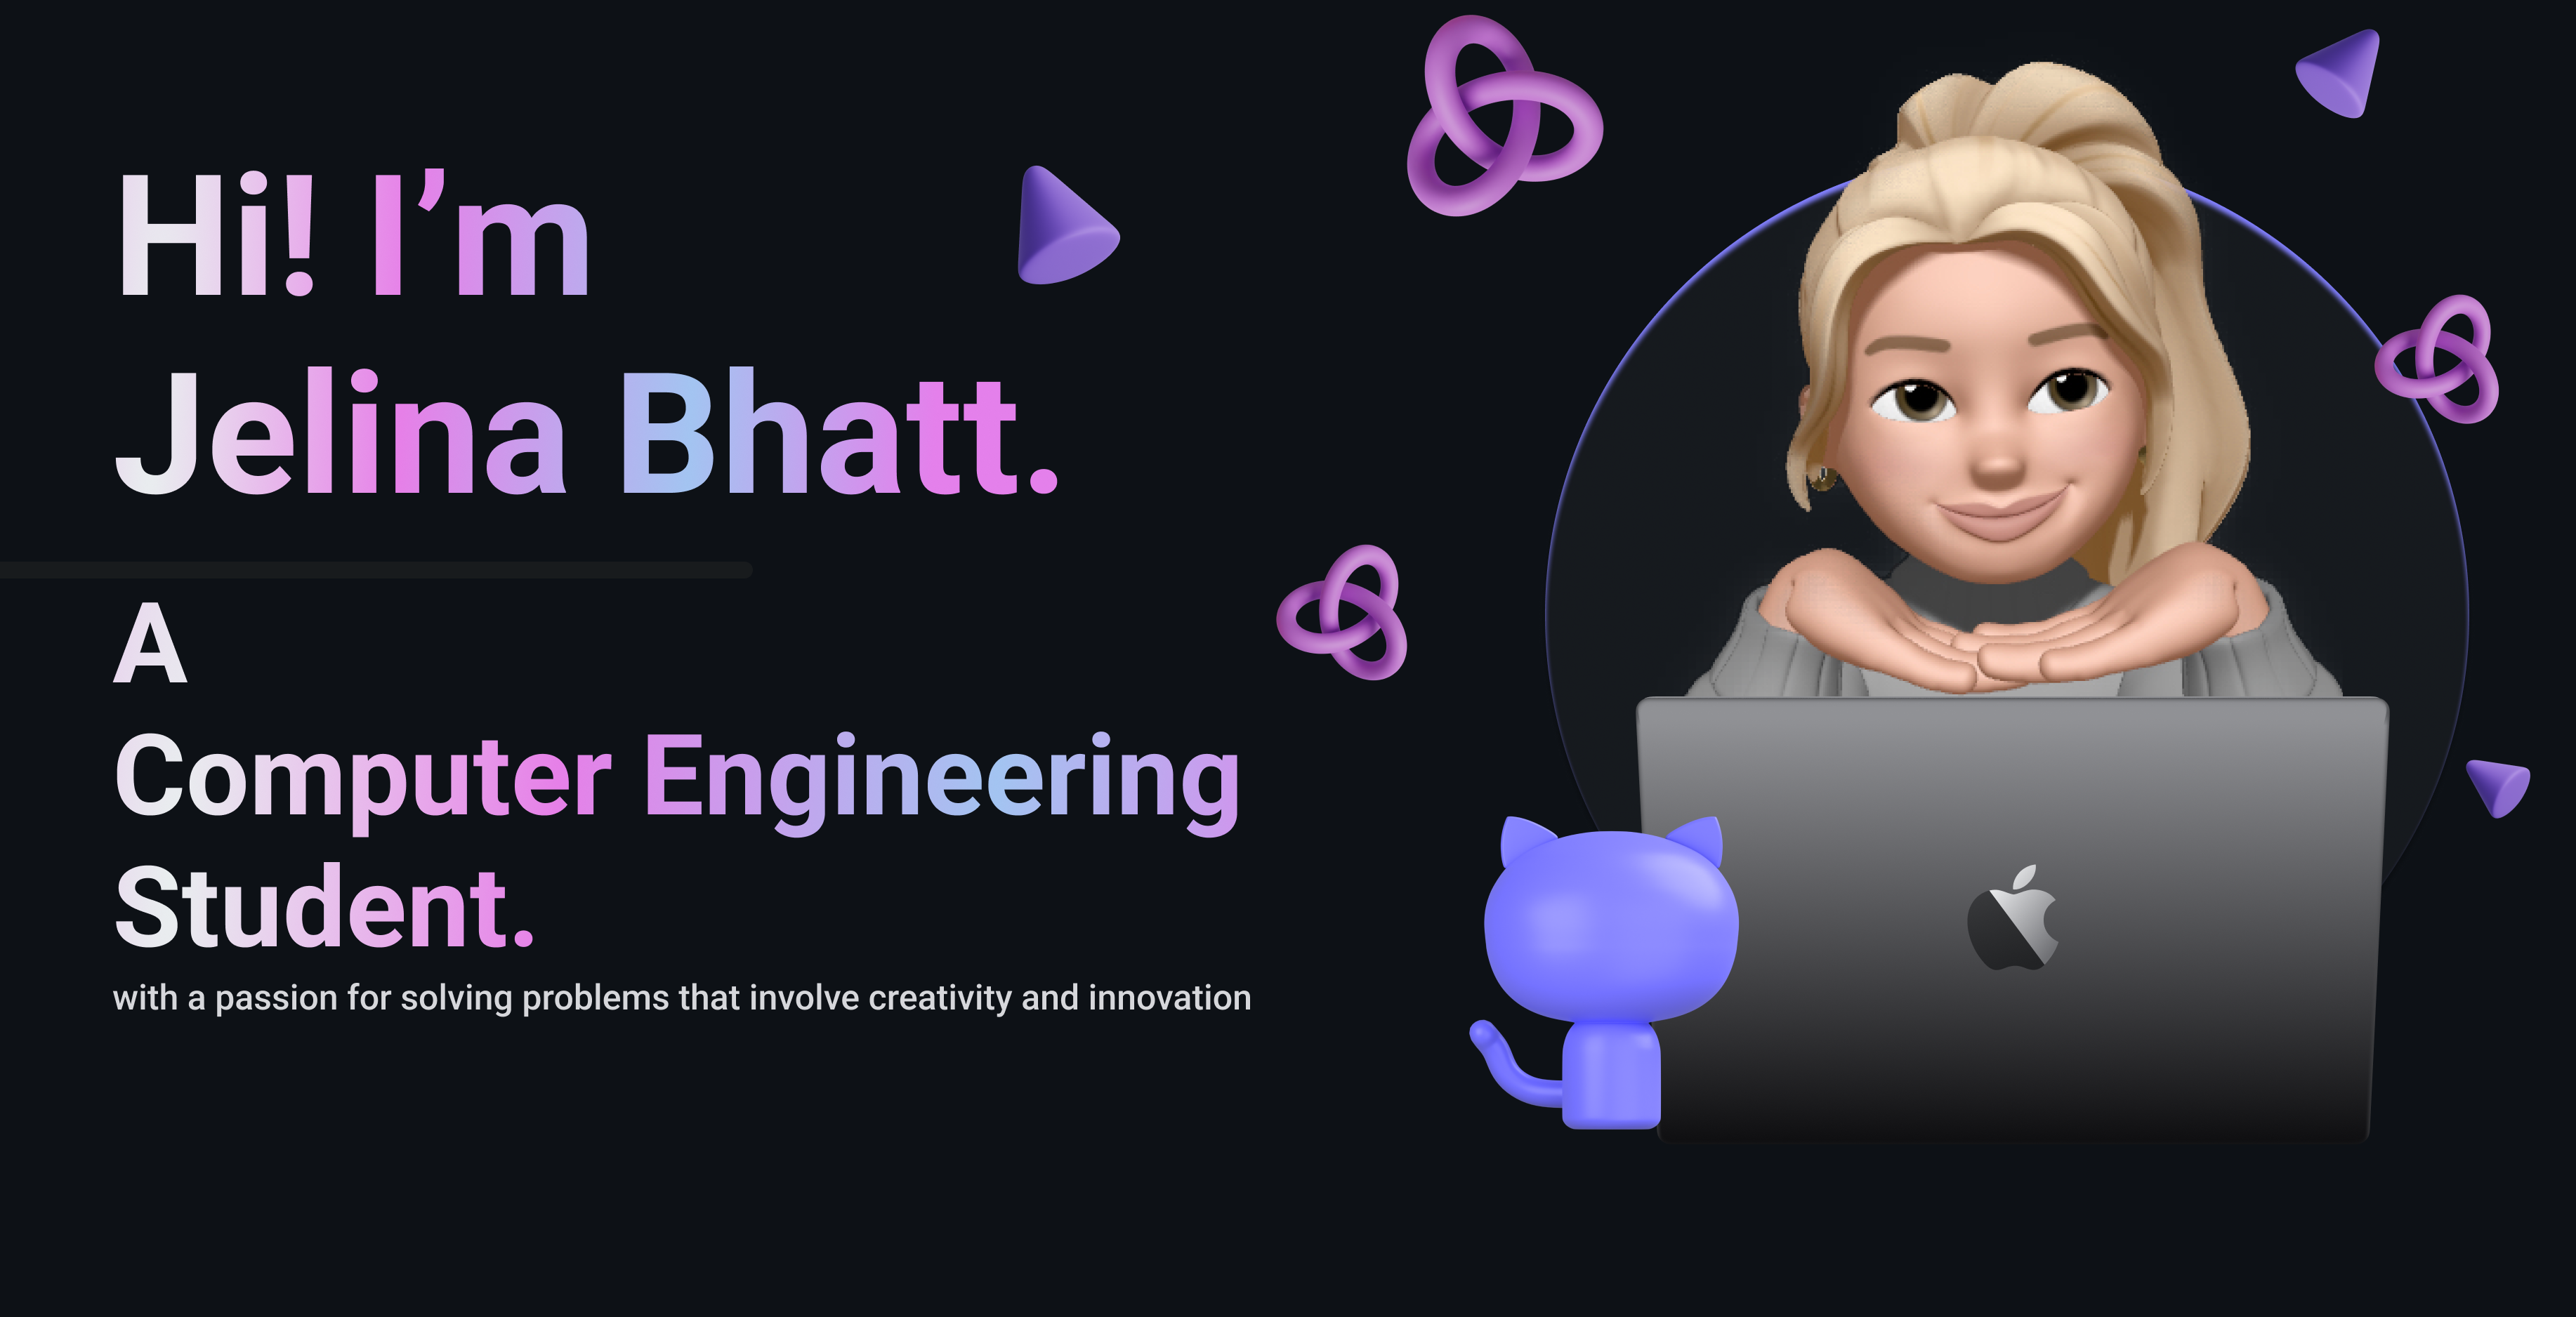 Hi! I’m
Jelina Bhatt.
A
Computer Engineering
Student.
with a passion for solving problems that involve creativity and innovation